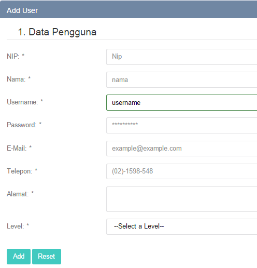 Add User
1. Data Pengguna
NIP: * Nip
Nama: * nama
Username: * username
Password: * **********
E-Mail: * example@example.com
Telepon: * (02)-1598-548
Alamat: *
Level: * --Select a Level--
Add Reset